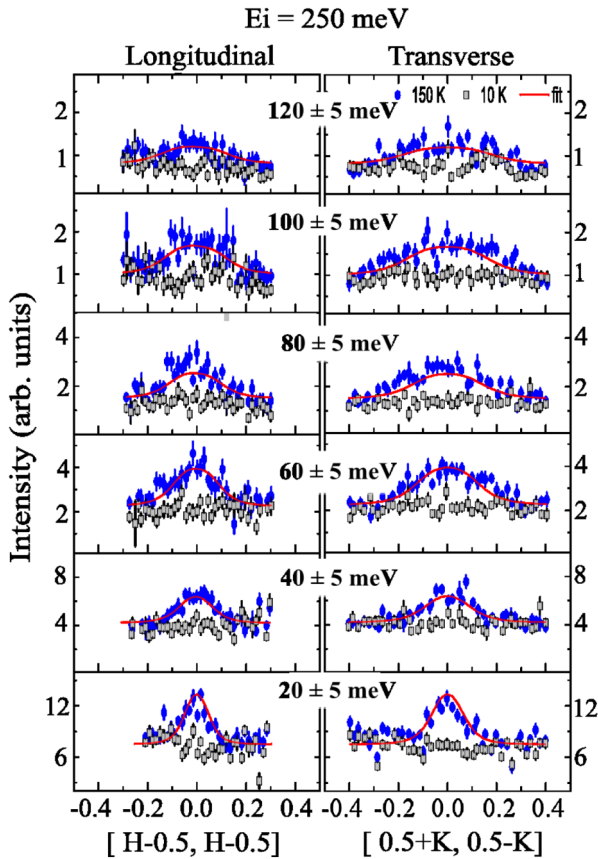 Ei = 250 meV
Longitudinal
Transverse
150 K 10 K fit
120 ± 5 meV
2
1
2
1
100 ± 5 meV
2
1
2
1
80 ± 5 meV
4
2
4
2
60 ± 5 meV
4
2
4
2
40 ± 5 meV
8
4
8
4
20 ± 5 meV
12
6
12
6
Intensity (arb. units)
-0.4 -0.2 0.0 0.2 0.4
-0.4 -0.2 0.0 0.2 0.4
[ H-0.5, H-0.5]
[ 0.5+K, 0.5-K]